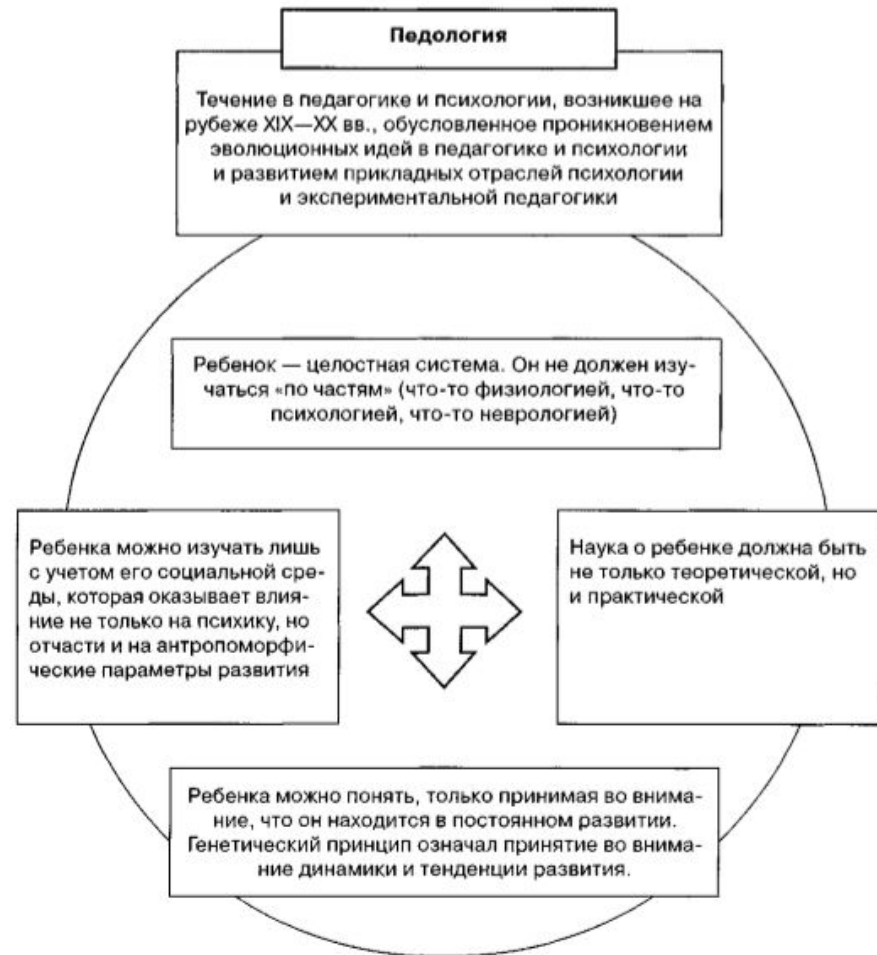 Педология
Течение в педагогике и психологии, возникшее на
рубеже XIX—XX вв., обусловленное проникновением
эволюционных идей в педагогике и психологии
и развитием прикладных отраслей психологии
и экспериментальной педагогики
Ребенок — целостная система. Он не должен изу-
чаться «по частям» (что-то физиологией, что-то
психологией, что-то неврологией)
Ребенка можно изучать лишь
с учетом его социальной сре-
ды, которая оказывает влия-
ние не только на психику, но
отчасти и на антропоморфи-
ческие параметры развития
Наука о ребенке должна быть
не только теоретической, но
и практической
Ребенка можно понять, только принимая во внима-
ние, что он находится в постоянном развитии.
Генетический принцип означал принятие во внима-
ние динамики и тенденции развития.